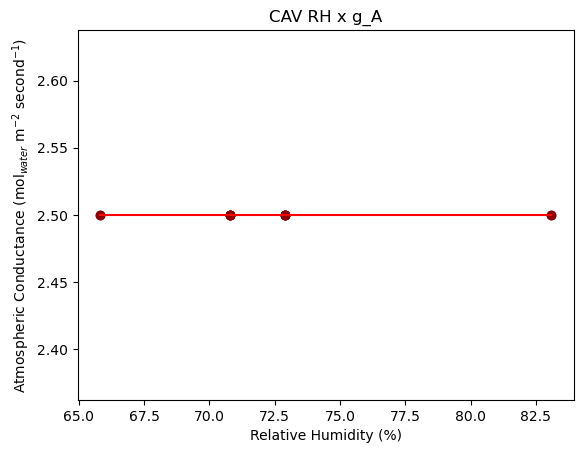 CAV RH x g_A
Atmospheric Conductance (mol_water m⁻² second⁻¹)
2.60
2.55
2.50
2.45
2.40
65.0 67.5 70.0 72.5 75.0 77.5 80.0 82.5
Relative Humidity (%)